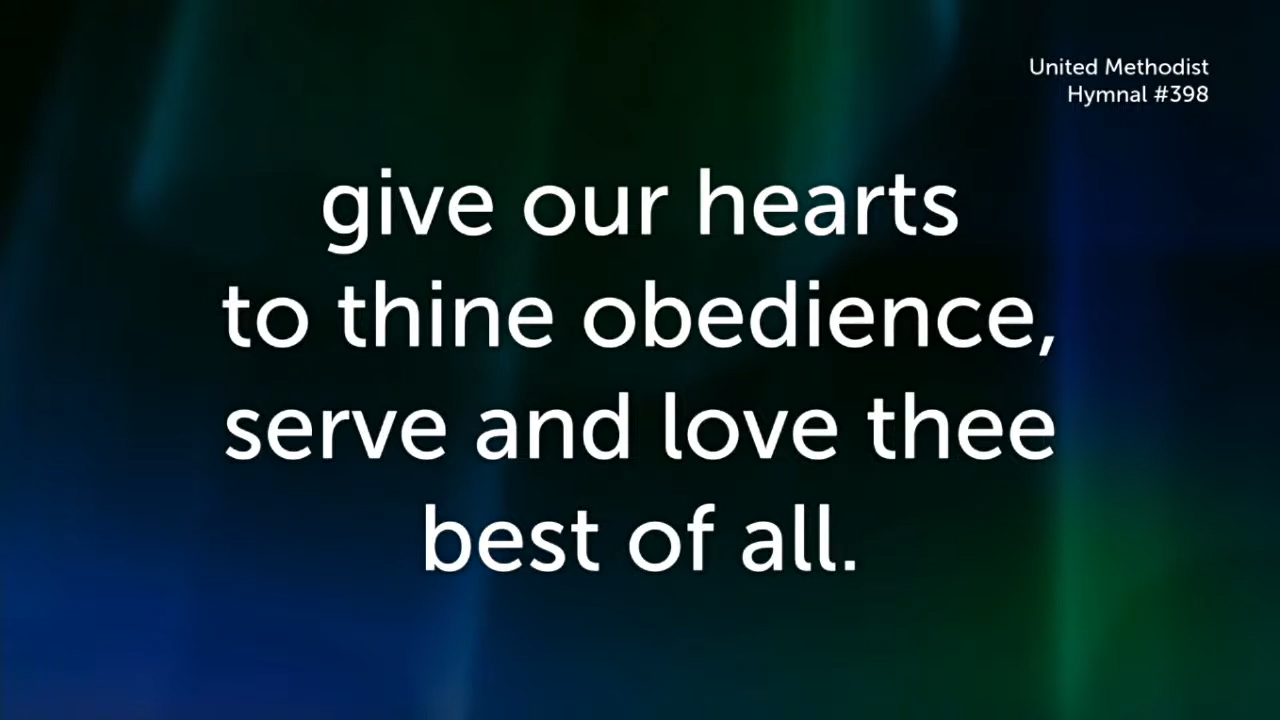 United Methodist
Hymnal #398
give our hearts
to thine obedience,
serve and love thee
best of all.